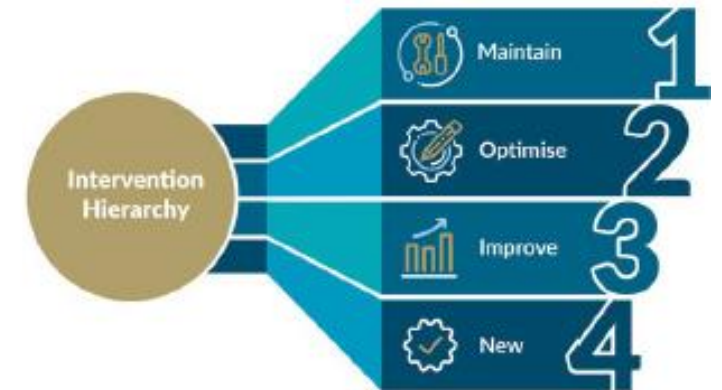 Intervention
Hierarchy
Maintain
1
Optimise
2
Improve
3
New
4